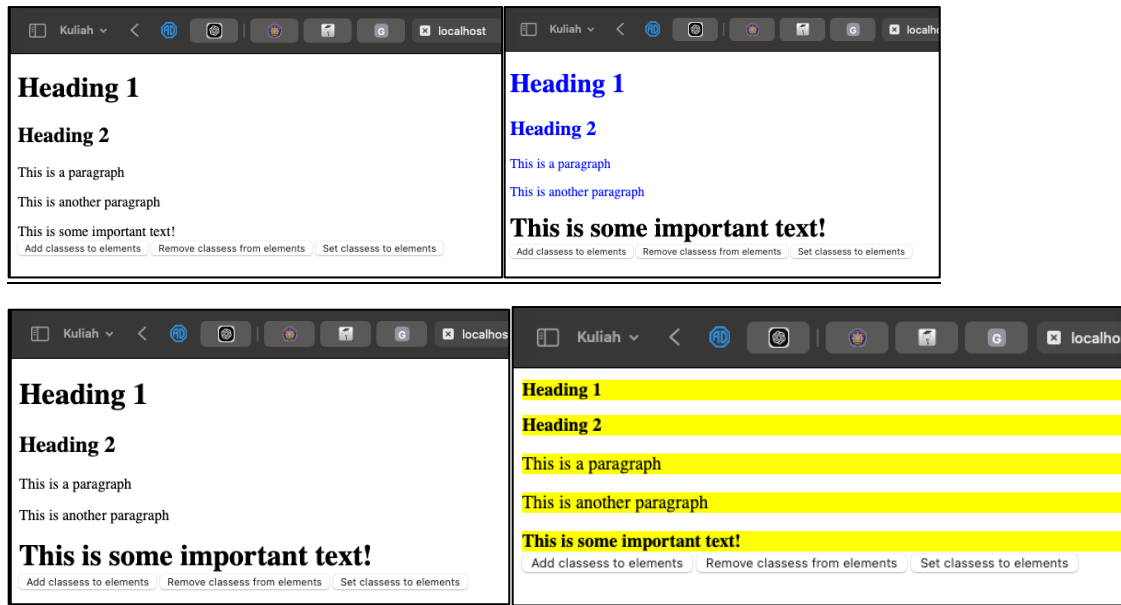 Kuliah
localhost
Heading 1
Heading 2
This is a paragraph
This is another paragraph
This is some important text!
Add classess to elements Remove classess from elements Set classess to elements
Kuliah
localho
Heading 1
Heading 2
This is a paragraph
This is another paragraph
This is some important text!
Add classess to elements Remove classess from elements Set classess to elements
Kuliah
G localhos
Heading 1
Heading 2
This is a paragraph
This is another paragraph
This is some important text!
Add classess to elements Remove classess from elements Set classess to elements
Kuliah
G localho
Heading 1
Heading 2
This is a paragraph
This is another paragraph
This is some important text!
Add classess to elements Remove classess from elements Set classess to elements